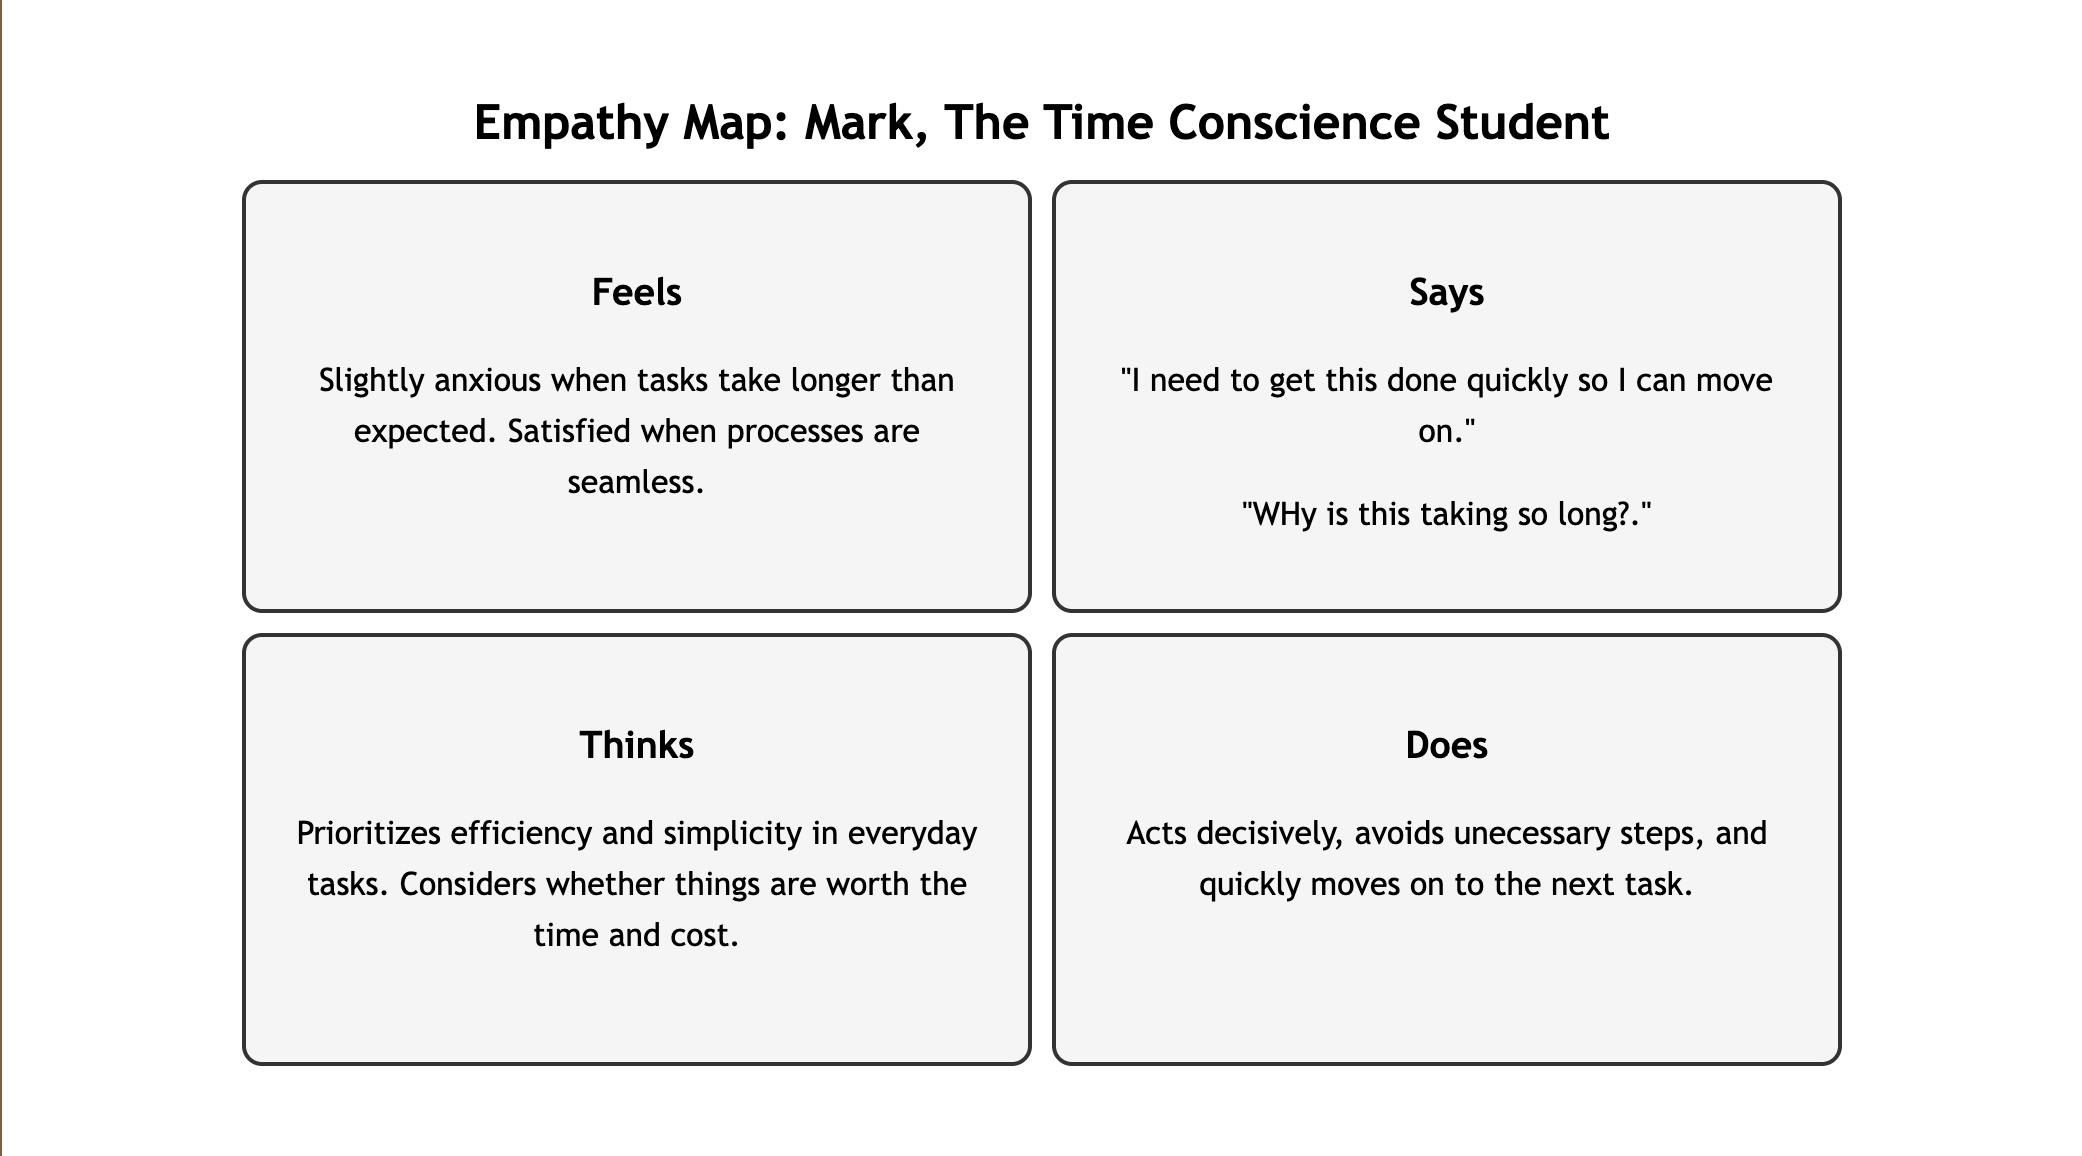 Empathy Map: Mark, The Time Conscience Student
Feels
Slightly anxious when tasks take longer than
expected. Satisfied when processes are
seamless.
Says
"I need to get this done quickly so I can move
on."
"WHy is this taking so long?."
Thinks
Prioritizes efficiency and simplicity in everyday
tasks. Considers whether things are worth the
time and cost.
Does
Acts decisively, avoids unecessary steps, and
quickly moves on to the next task.